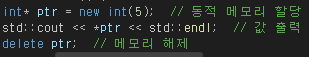 int* ptr = new int(5);  // 동적 메모리 할당
std::cout << *ptr << std::endl;  // 값 출력
delete ptr;  // 메모리 해제